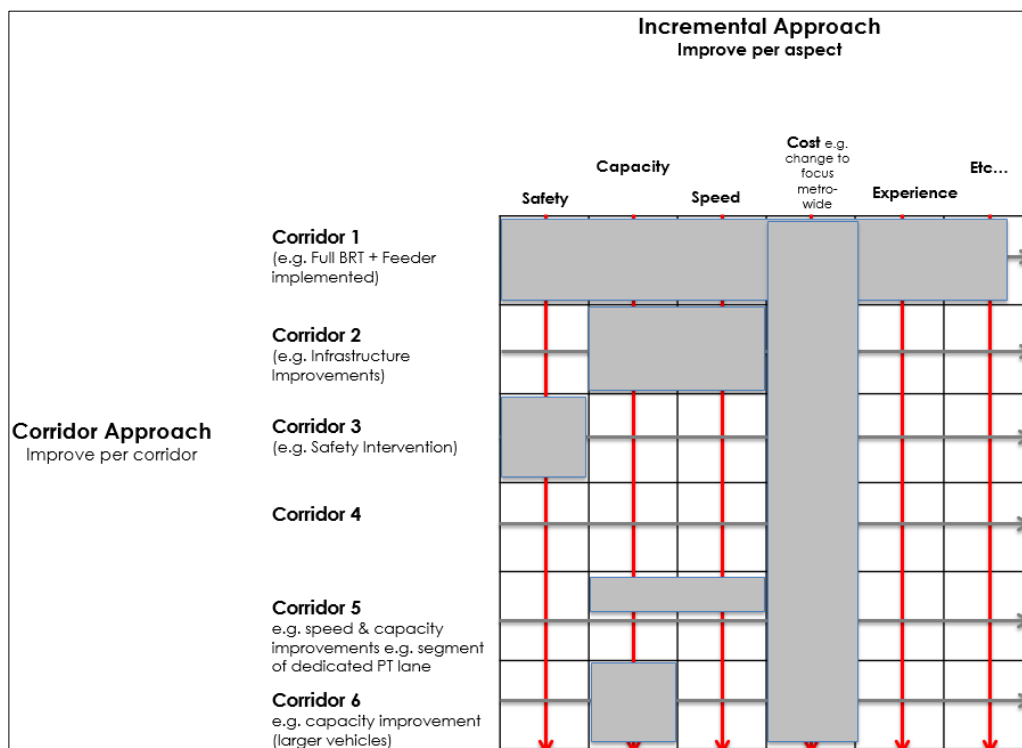 Incremental Approach
Improve per aspect
Cost e.g.
change to
focus
metro-
wide
Capacity
Etc...
Safety
Speed
Experience
Corridor 1
(e.g. Full BRT + Feeder
implemented)
Corridor 2
(e.g. Infrastructure
Improvements)
Corridor Approach
Improve per corridor
Corridor 3
(e.g. Safety Intervention)
Corridor 4
Corridor 5
e.g. speed & capacity
improvements e.g. segment
of dedicated PT lane
Corridor 6
e.g. capacity improvement
(larger vehicles)